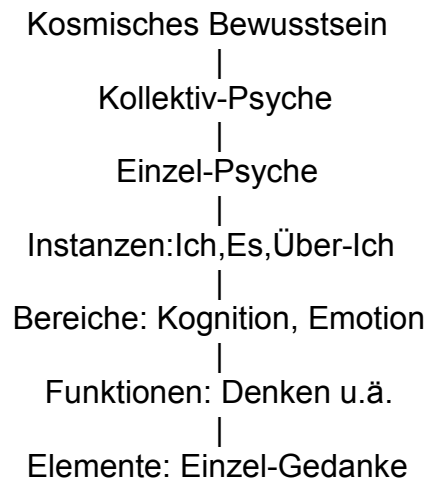 Kosmisches Bewusstsein
|
Kollektiv-Psyche
|
Einzel-Psyche
|
Instanzen:Ich,Es,Über-Ich
|
Bereiche: Kognition, Emotion
|
Funktionen: Denken u.ä.
|
Elemente: Einzel-Gedanke